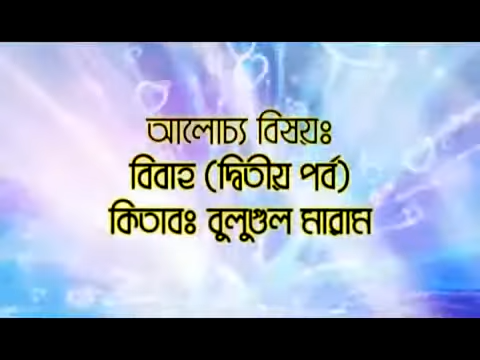 আলোচ্য বিষয়ঃ
বিবাহ (দ্বিতীয় পর্ব)
কিতাবঃ বুলুগুল মারাম